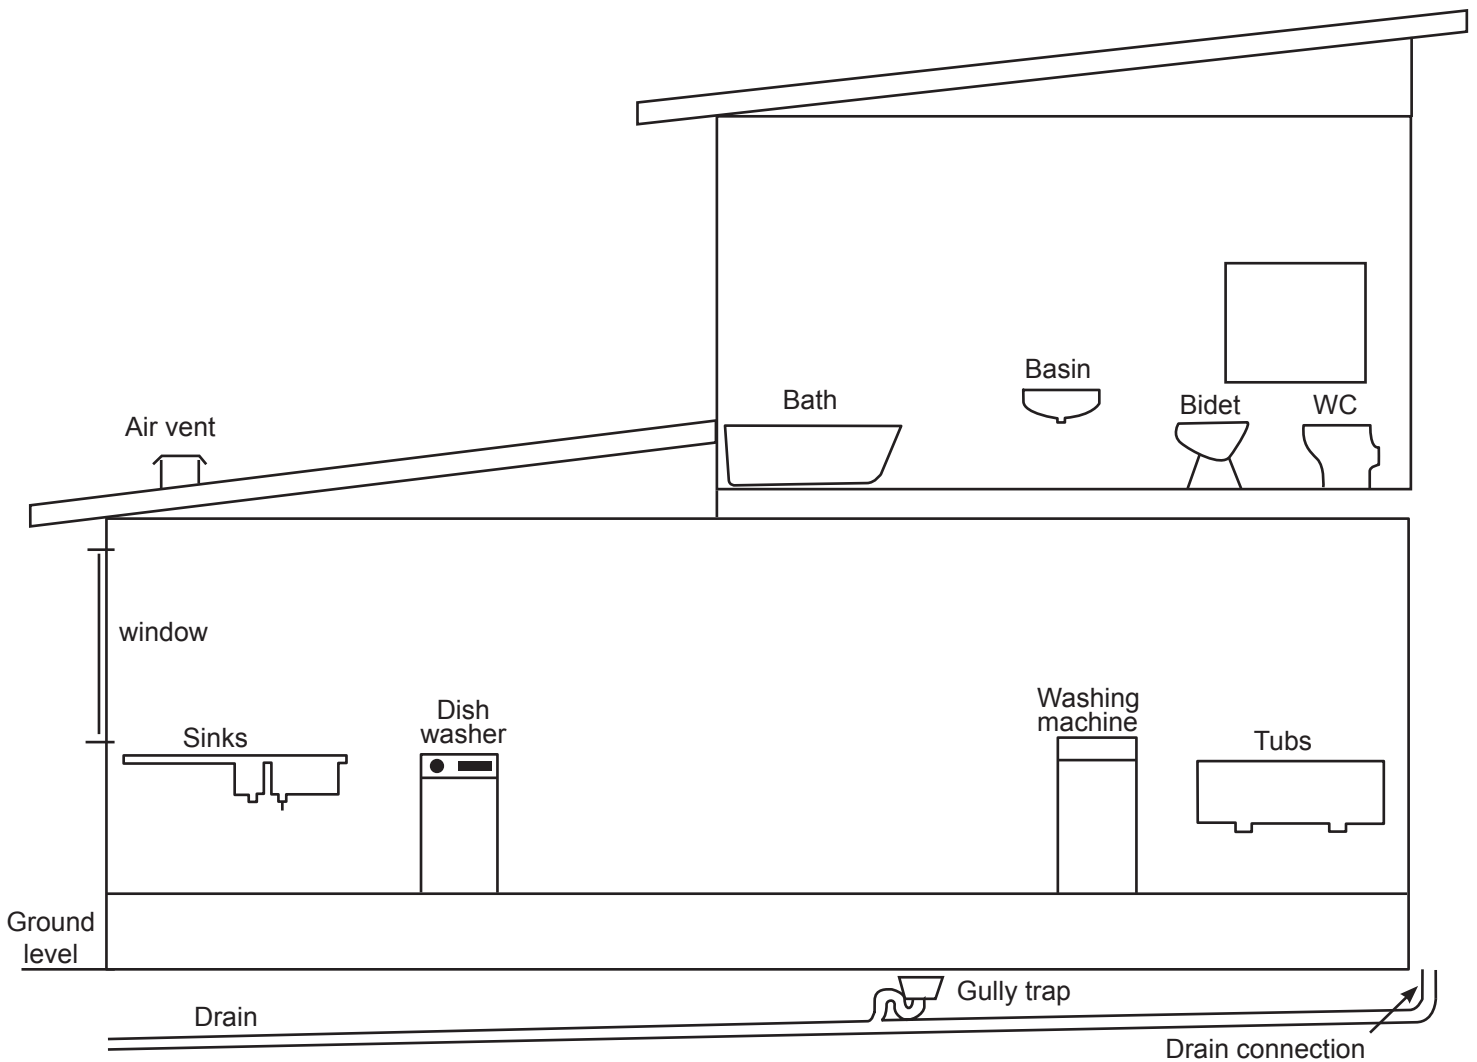 Basin
Bath
Bidet
WC
Air vent
window
Sinks
Dish
washer
Washing
machine
Tubs
Ground
level
Gully trap
Drain
Drain connection